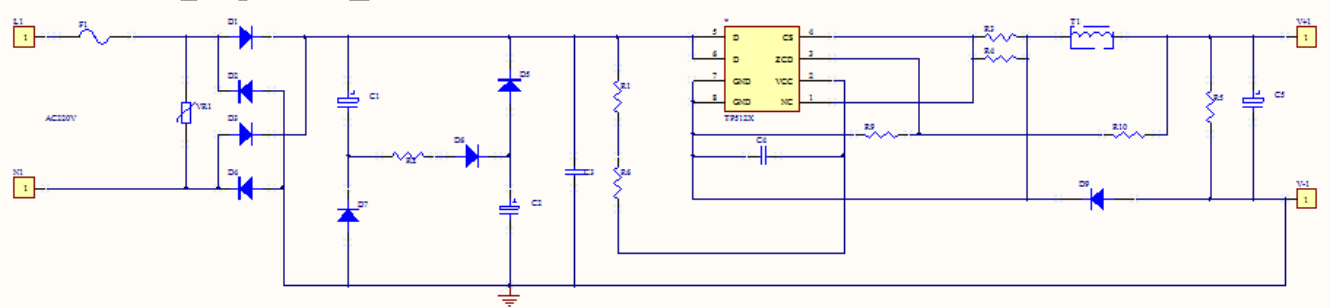 L1
F1
D1
5
D
CS
4
R3
T1
V+1
1
6
D
ZCD
3
R4
1
D2
D5
7
GND
VCC
2
R1
C1
8
GND
NC
1
R5
C5
VR1
AC220V
D3
TP512X
R9
R10
D6
C4
R2
N1
D4
C3
R6
1
D7
C2
D9
V-1
1